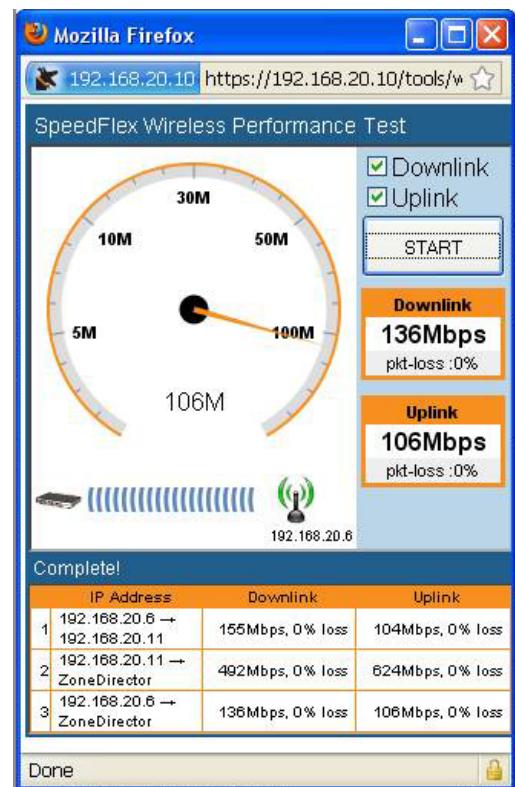 Mozilla Firefox
192.168.20.10 https://192.168.20.10/tools/w
SpeedFlex Wireless Performance Test
Downlink
Uplink
START
5M
10M
30M
50M
100M
106M
192.168.20.6
Downlink
136Mbps
pkt-loss :0%
Uplink
106Mbps
pkt-loss :0%
Complete!
IP Address Downlink Uplink
1 192.168.20.6 → 192.168.20.11 155Mbps, 0% loss 104Mbps, 0% loss
2 192.168.20.11 → ZoneDirector 492Mbps, 0% loss 624Mbps, 0% loss
3 192.168.20.6 → ZoneDirector 136Mbps, 0% loss 106Mbps, 0% loss
Done